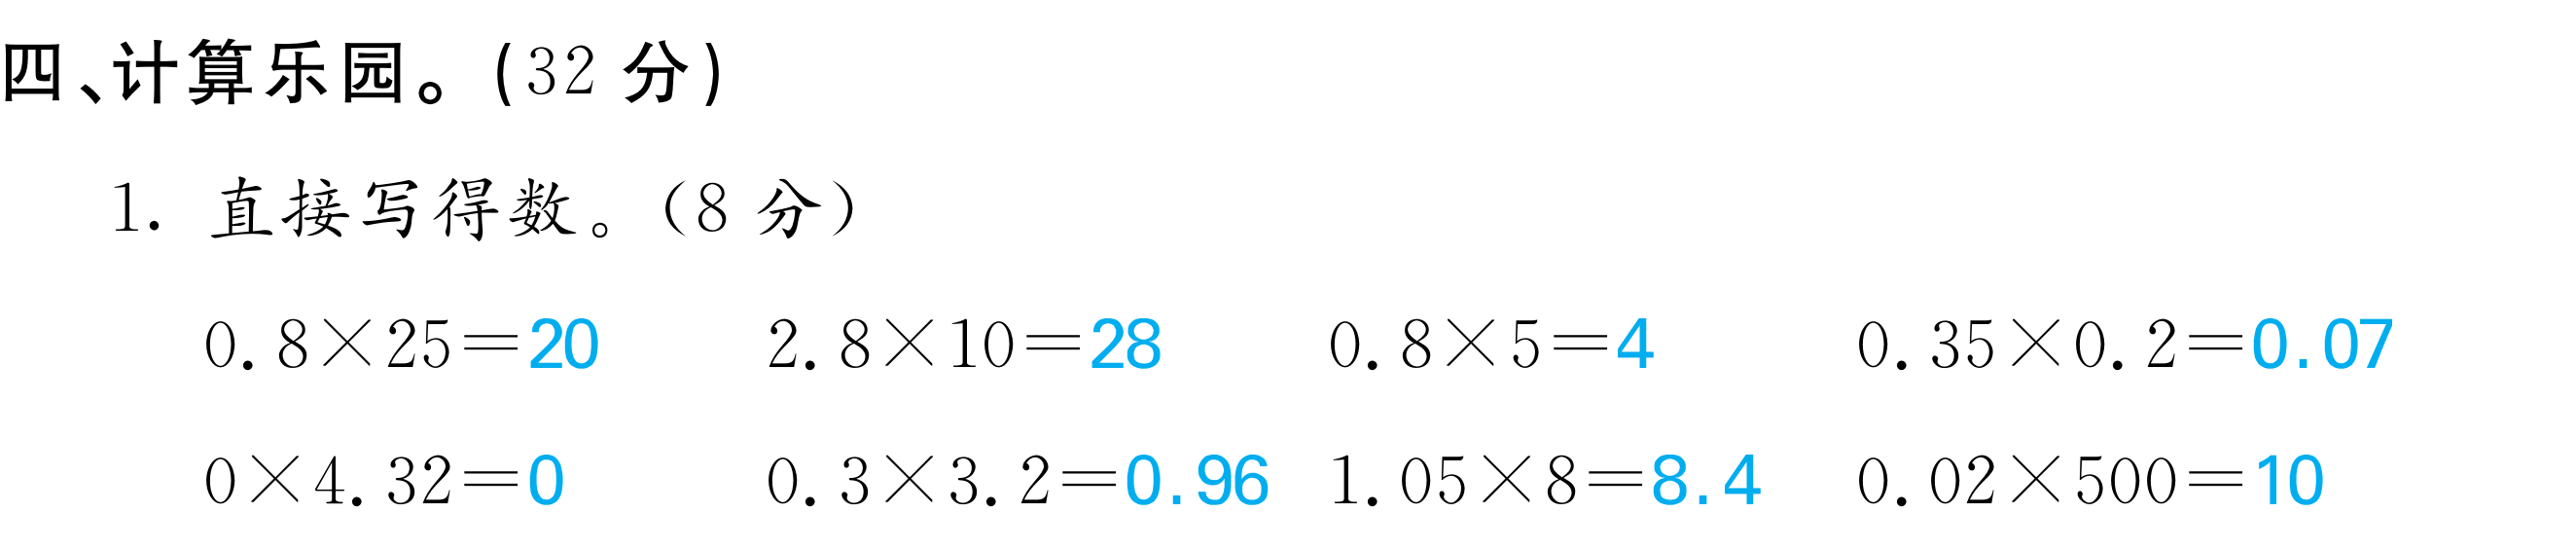 四、计算乐园。(32 分)
1. 直接写得数。(8 分)
0.8×25=20 2.8×10=28 0.8×5=4 0.35×0.2=0.07
0×4.32=0 0.3×3.2=0.96 1.05×8=8.4 0.02×500=10